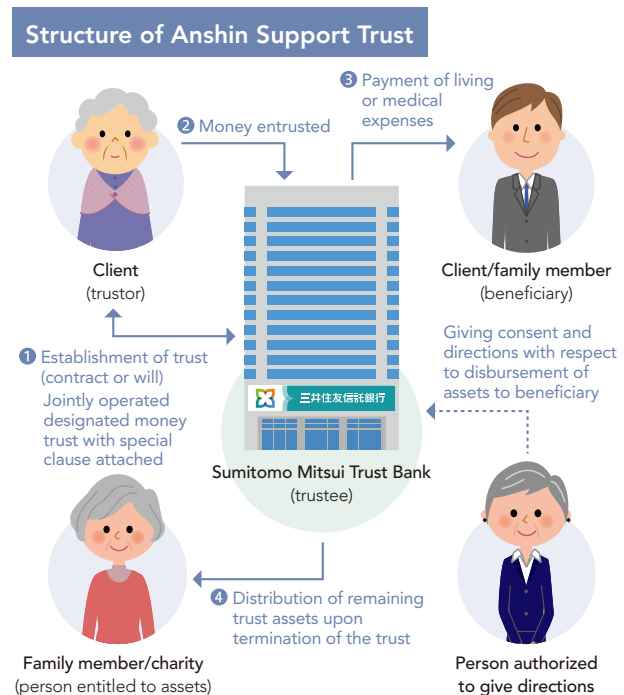 Structure of Anshin Support Trust
❷ Money entrusted
❸ Payment of living
or medical
expenses
Client
(trustor)
Client/family member
(beneficiary)
❶ Establishment of trust
(contract or will)
Jointly operated
designated money
trust with special
clause attached
Giving consent and
directions with respect
to disbursement of
assets to beneficiary
三井住友信託銀行
Sumitomo Mitsui Trust Bank
(trustee)
❹ Distribution of remaining
trust assets upon
termination of the trust
Family member/charity
(person entitled to assets)
Person authorized
to give directions